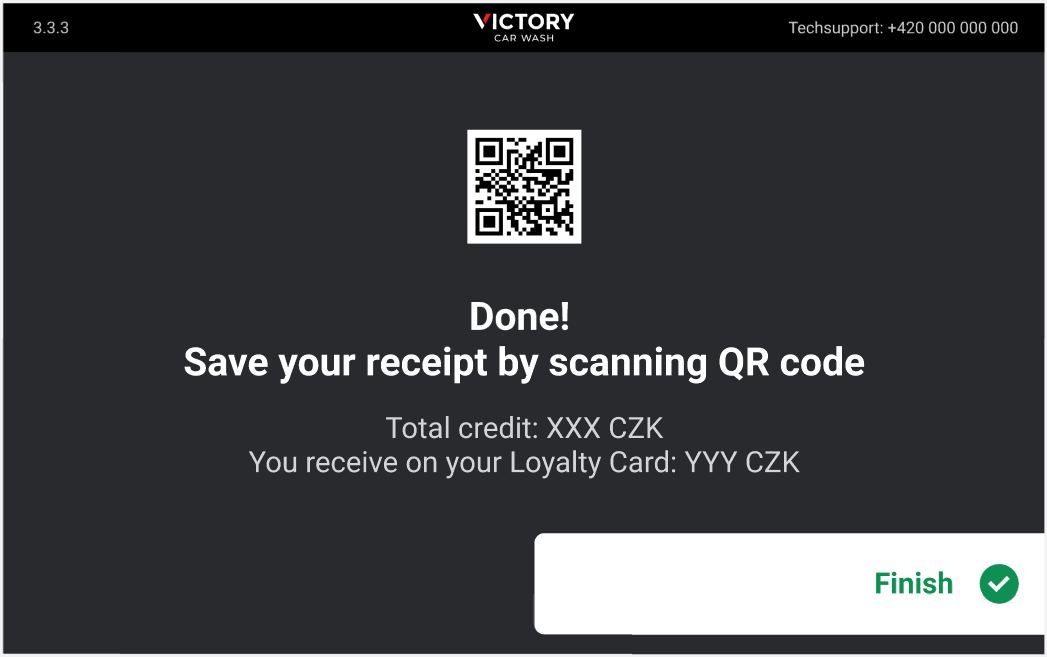 3.3.3
VICTORY
CAR WASH
Techsupport: +420 000 000 000
Done!
Save your receipt by scanning QR code
Total credit: XXX CZK
You receive on your Loyalty Card: YYY CZK
Finish